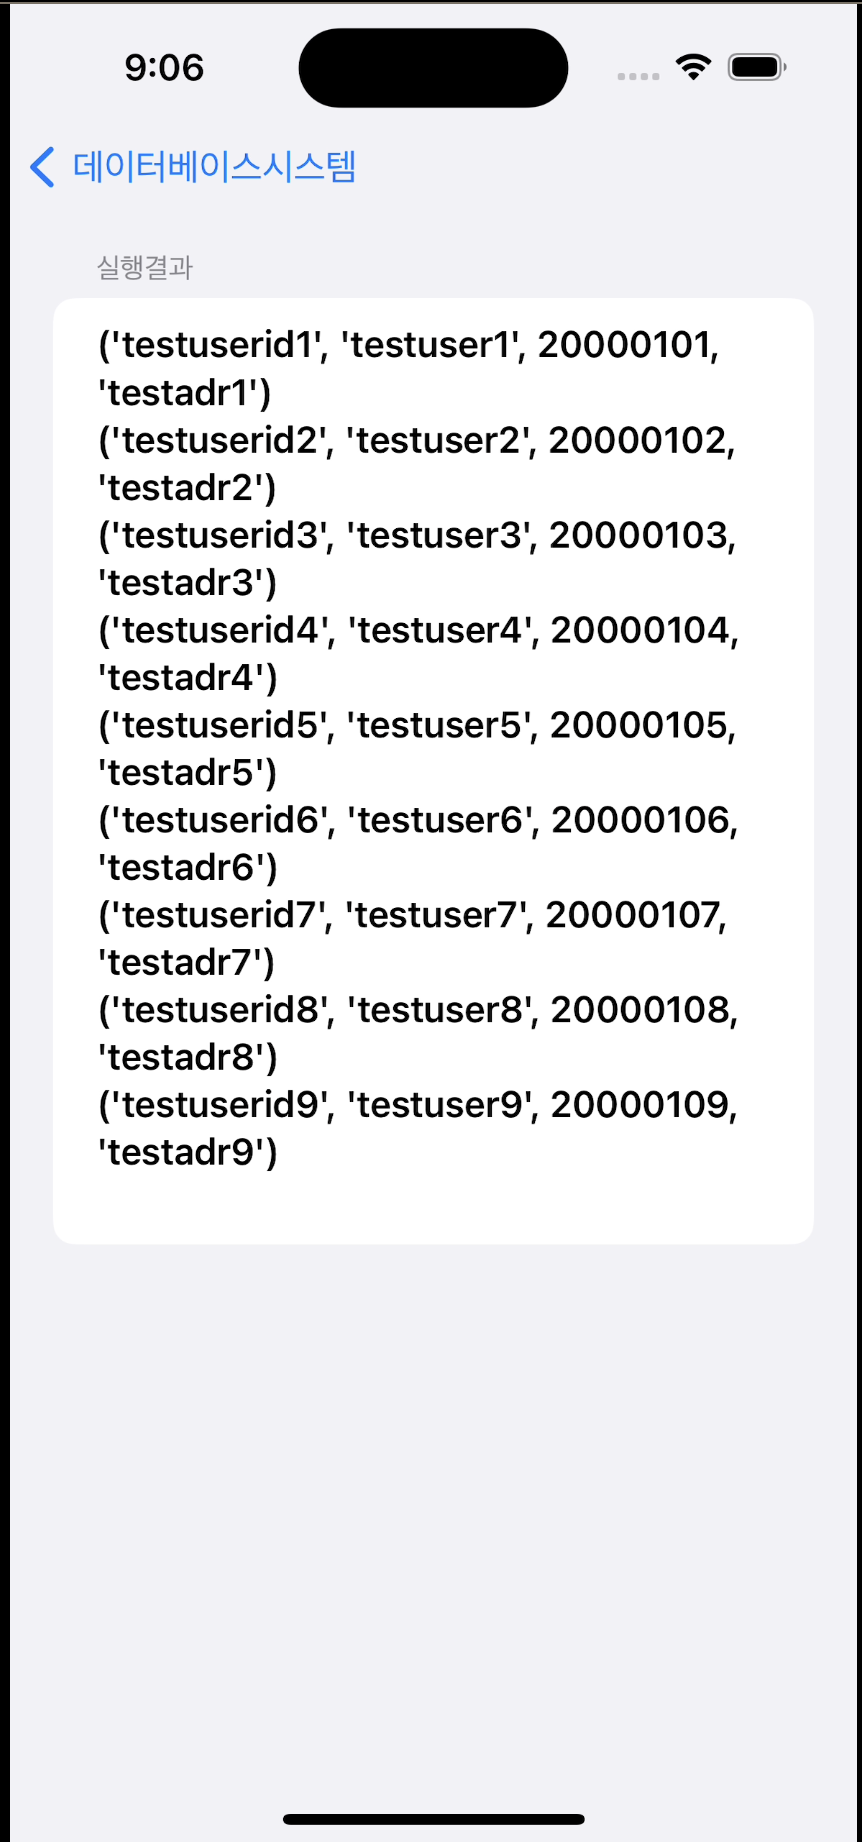 9:06
데이터베이스시스템
실행결과
('testuserid1', 'testuser1', 20000101,
'testadr1')
('testuserid2', 'testuser2', 20000102,
'testadr2')
('testuserid3', 'testuser3', 20000103,
'testadr3')
('testuserid4', 'testuser4', 20000104,
'testadr4')
('testuserid5', 'testuser5', 20000105,
'testadr5')
('testuserid6', 'testuser6', 20000106,
'testadr6')
('testuserid7', 'testuser7', 20000107,
'testadr7')
('testuserid8', 'testuser8', 20000108,
'testadr8')
('testuserid9', 'testuser9', 20000109,
'testadr9')